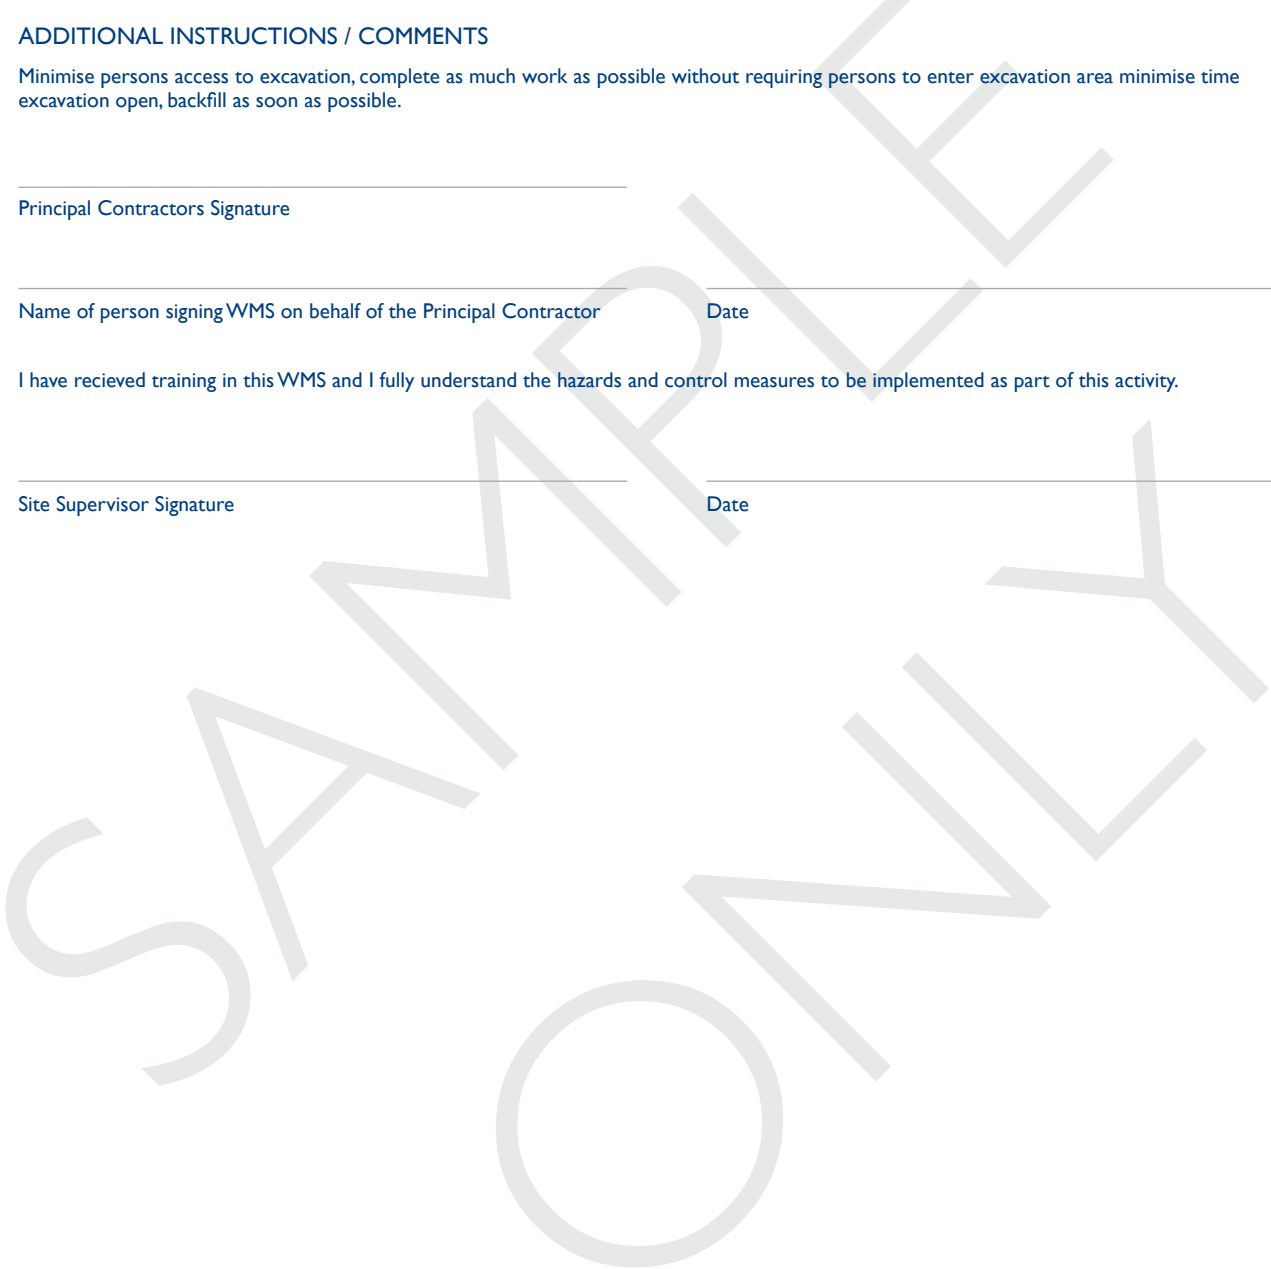 ADDITIONAL INSTRUCTIONS / COMMENTS
Minimise persons access to excavation, complete as much work as possible without requiring persons to enter excavation area minimise time
excavation open, backfill as soon as possible.
Principal Contractors Signature
Name of person signing WMS on behalf of the Principal Contractor Date
I have recieved training in this WMS and I fully understand the hazards and control measures to be implemented as part of this activity.
Site Supervisor Signature Date
SAMPLE
ONLY